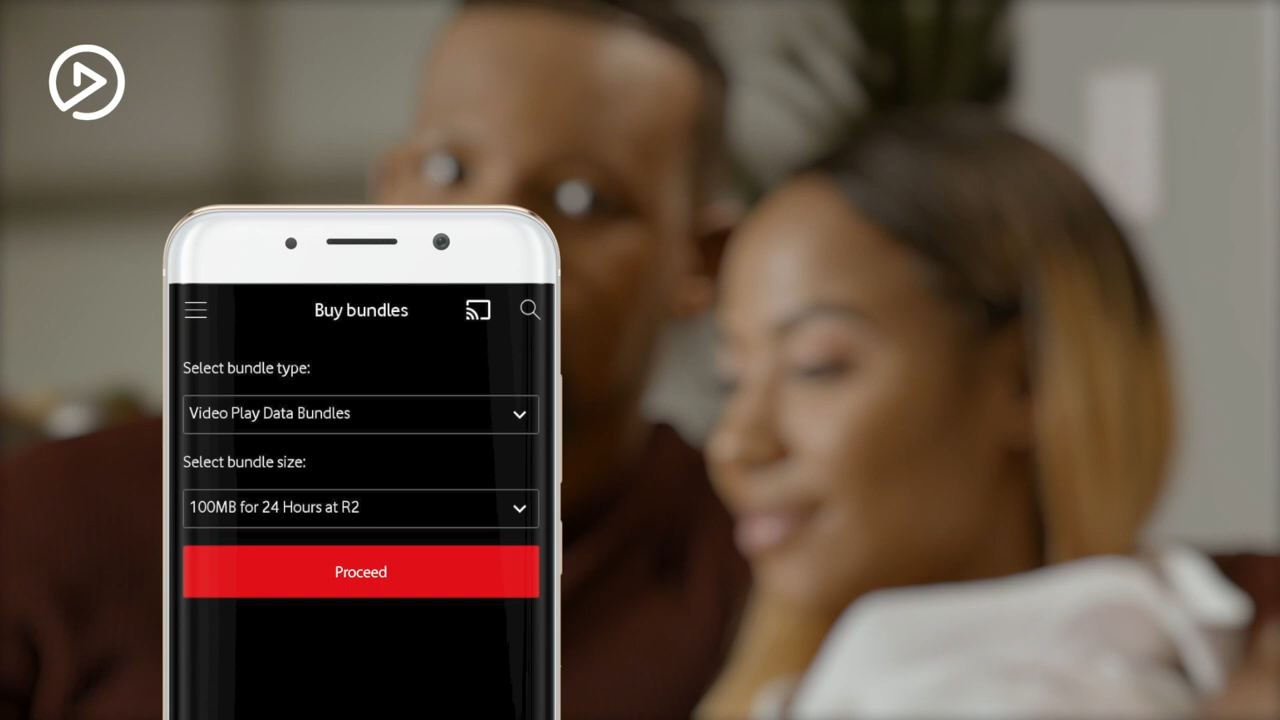 Buy bundles
Select bundle type:
Video Play Data Bundles
Select bundle size:
100MB for 24 Hours at R2
Proceed